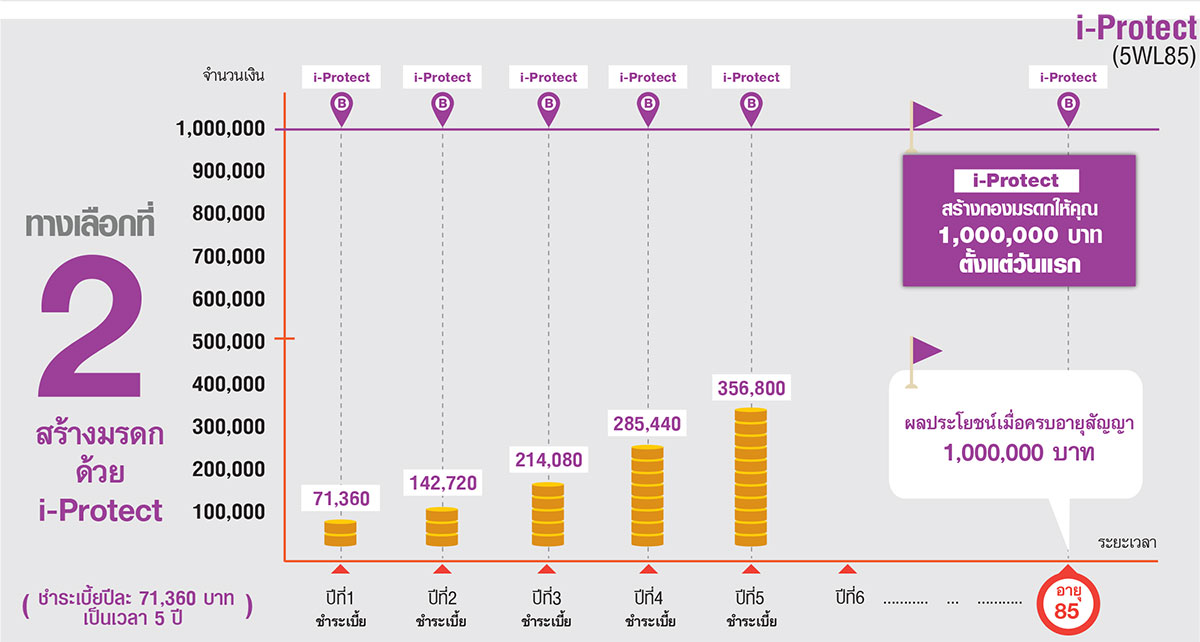 i-Protect
(5WL85)
จำนวนเงิน
i-Protect
i-Protect
i-Protect
i-Protect
i-Protect
i-Protect
B
B
B
B
B
B
1,000,000
900,000
800,000
700,000
600,000
500,000
400,000
300,000
200,000
100,000
ทางเลือกที่
2
สร้างมรดก
ด้วย
i-Protect
(ชำระเบี้ยปีละ 71,360 บาท
เป็นเวลา 5 ปี)
71,360
142,720
214,080
285,440
356,800
i-Protect
สร้างกองมรดกให้คุณ
1,000,000 บาท
ตั้งแต่วันแรก
ผลประโยชน์เมื่อครบอายุสัญญา
1,000,000 บาท
ระยะเวลา
ปีที่1
ชำระเบี้ย
ปีที่2
ชำระเบี้ย
ปีที่3
ชำระเบี้ย
ปีที่4
ชำระเบี้ย
ปีที่5
ชำระเบี้ย
ปีที่6
........... ... ...........
อายุ
85